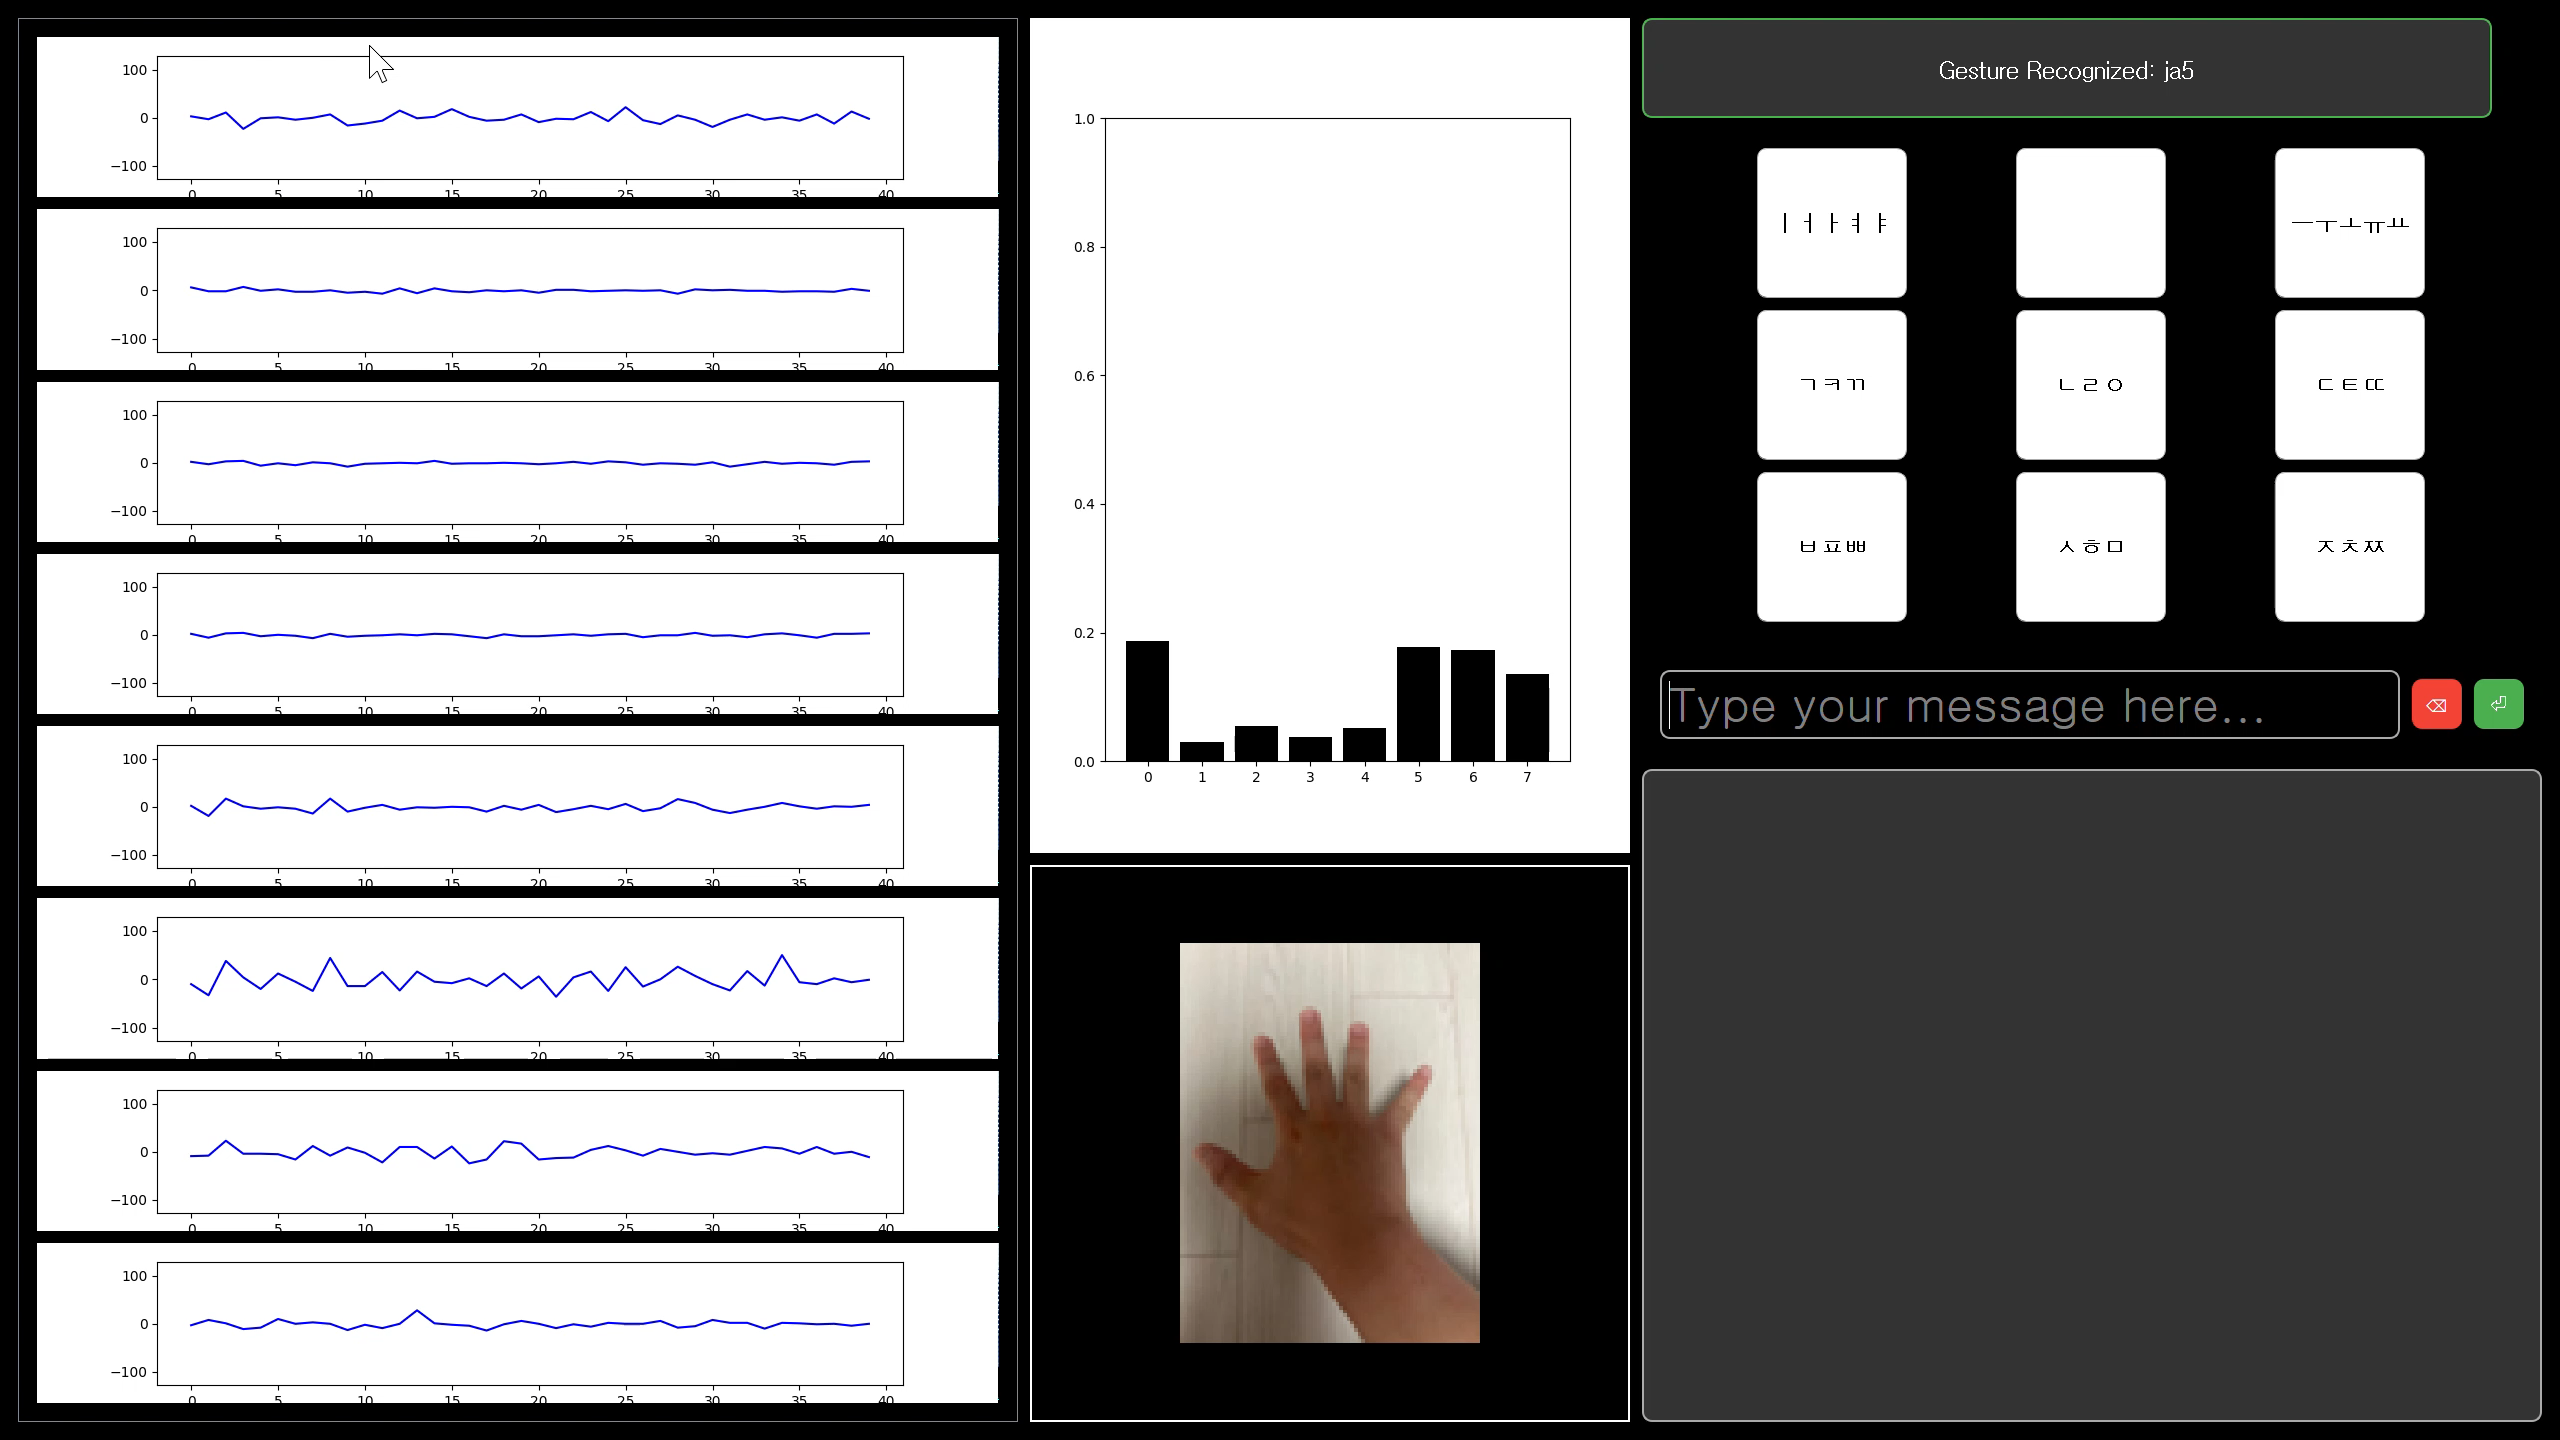 100
0
−100
0 5 10 15 20 25 30 35 40
100
0
−100
0 5 10 15 20 25 30 35 40
100
0
−100
0 5 10 15 20 25 30 35 40
100
0
−100
0 5 10 15 20 25 30 35 40
100
0
−100
0 5 10 15 20 25 30 35 40
100
0
−100
0 5 10 15 20 25 30 35 40
100
0
−100
0 5 10 15 20 25 30 35 40
100
0
−100
0 5 10 15 20 25 30 35 40
1.0
0.8
0.6
0.4
0.2
0.0
0 1 2 3 4 5 6 7
Gesture Recognized: ja5
ㅣㅓㅏㅕㅑ
ㅡㅜㅗㅠㅛ
ㄱㅋㄲ
ㄴㄹㅇ
ㄷㅌㄸ
ㅂㅍㅃ
ㅅㅎㅁ
ㅈㅊㅉ
Type your message here...